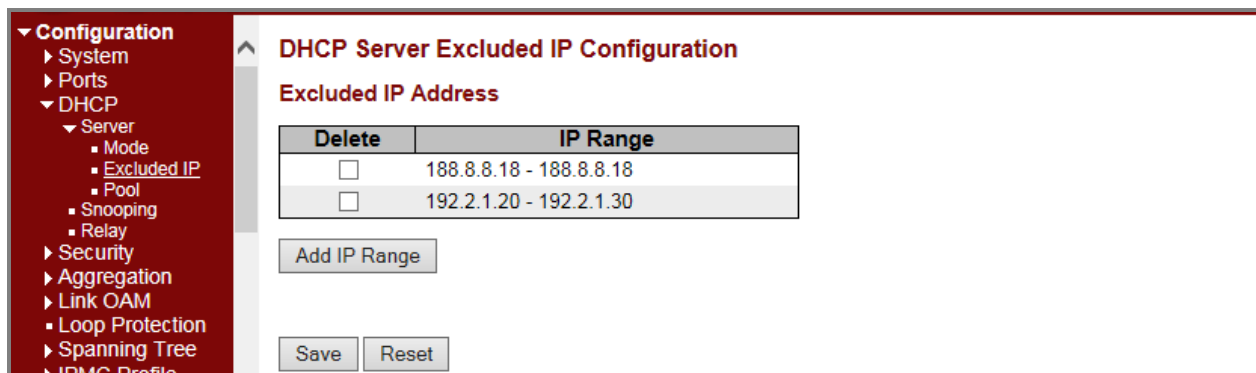 Configuration
System
Ports
DHCP
Server
Mode
Excluded IP
Pool
Snooping
Relay
Security
Aggregation
Link OAM
Loop Protection
Spanning Tree
IPMC Profile
DHCP Server Excluded IP Configuration
Excluded IP Address
Delete IP Range
188.8.8.18 - 188.8.8.18
192.2.1.20 - 192.2.1.30
Add IP Range
Save Reset